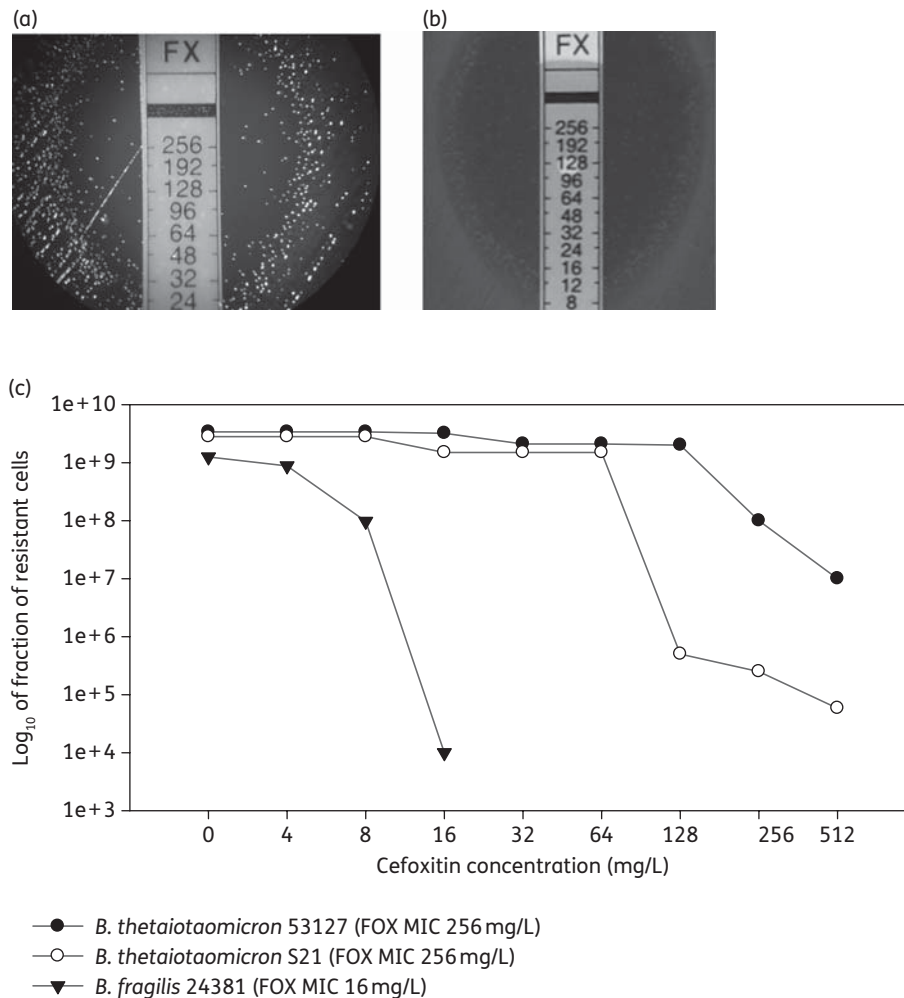 (a)
FX
256
192
128
96
64
48
32
24
(b)
FX
256
192
128
96
64
48
32
24
16
12
8
(c)
1e+10
1e+9
1e+8
1e+7
1e+6
1e+5
1e+4
1e+3
Log10 of fraction of resistant cells
0 4 8 16 32 64 128 256 512
Cefoxitin concentration (mg/L)
B. thetaiotaomicron 53127 (FOX MIC 256 mg/L)
B. thetaiotaomicron S21 (FOX MIC 256 mg/L)
B. fragilis 24381 (FOX MIC 16 mg/L)